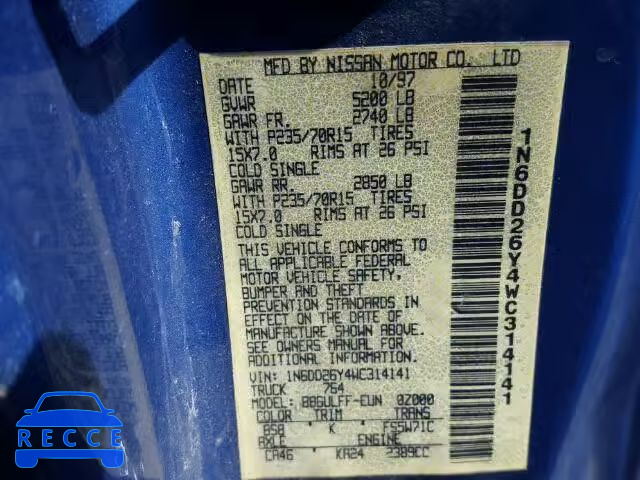 MFD BY NISSAN MOTOR CO. LTD
DATE 10/97
GVWR 5200 LB
GAWR FR. 2740 LB
WITH P235/70R15 TIRES
15X7.0 RIMS AT 26 PSI
COLD SINGLE
GAWR RR. 2850 LB
WITH P235/70R15 TIRES
15X7.0 RIMS AT 26 PSI
COLD SINGLE
THIS VEHICLE CONFORMS TO
ALL APPLICABLE FEDERAL
MOTOR VEHICLE SAFETY,
BUMPER AND THEFT
PREVENTION STANDARDS IN
EFFECT ON THE DATE OF
MANUFACTURE SHOWN ABOVE.
SEE OWNERS MANUAL FOR
ADDITIONAL INFORMATION.
VIN: 1N6DD26Y4WC314141
TRUCK 764
MODEL: BBGULFF-EUN 0Z000
COLOR TRIM TRANS
K FS5W71C
AXLE ENGINE
CA46 KA24 2389CC
1N6DD26Y4WC314141
RECCE